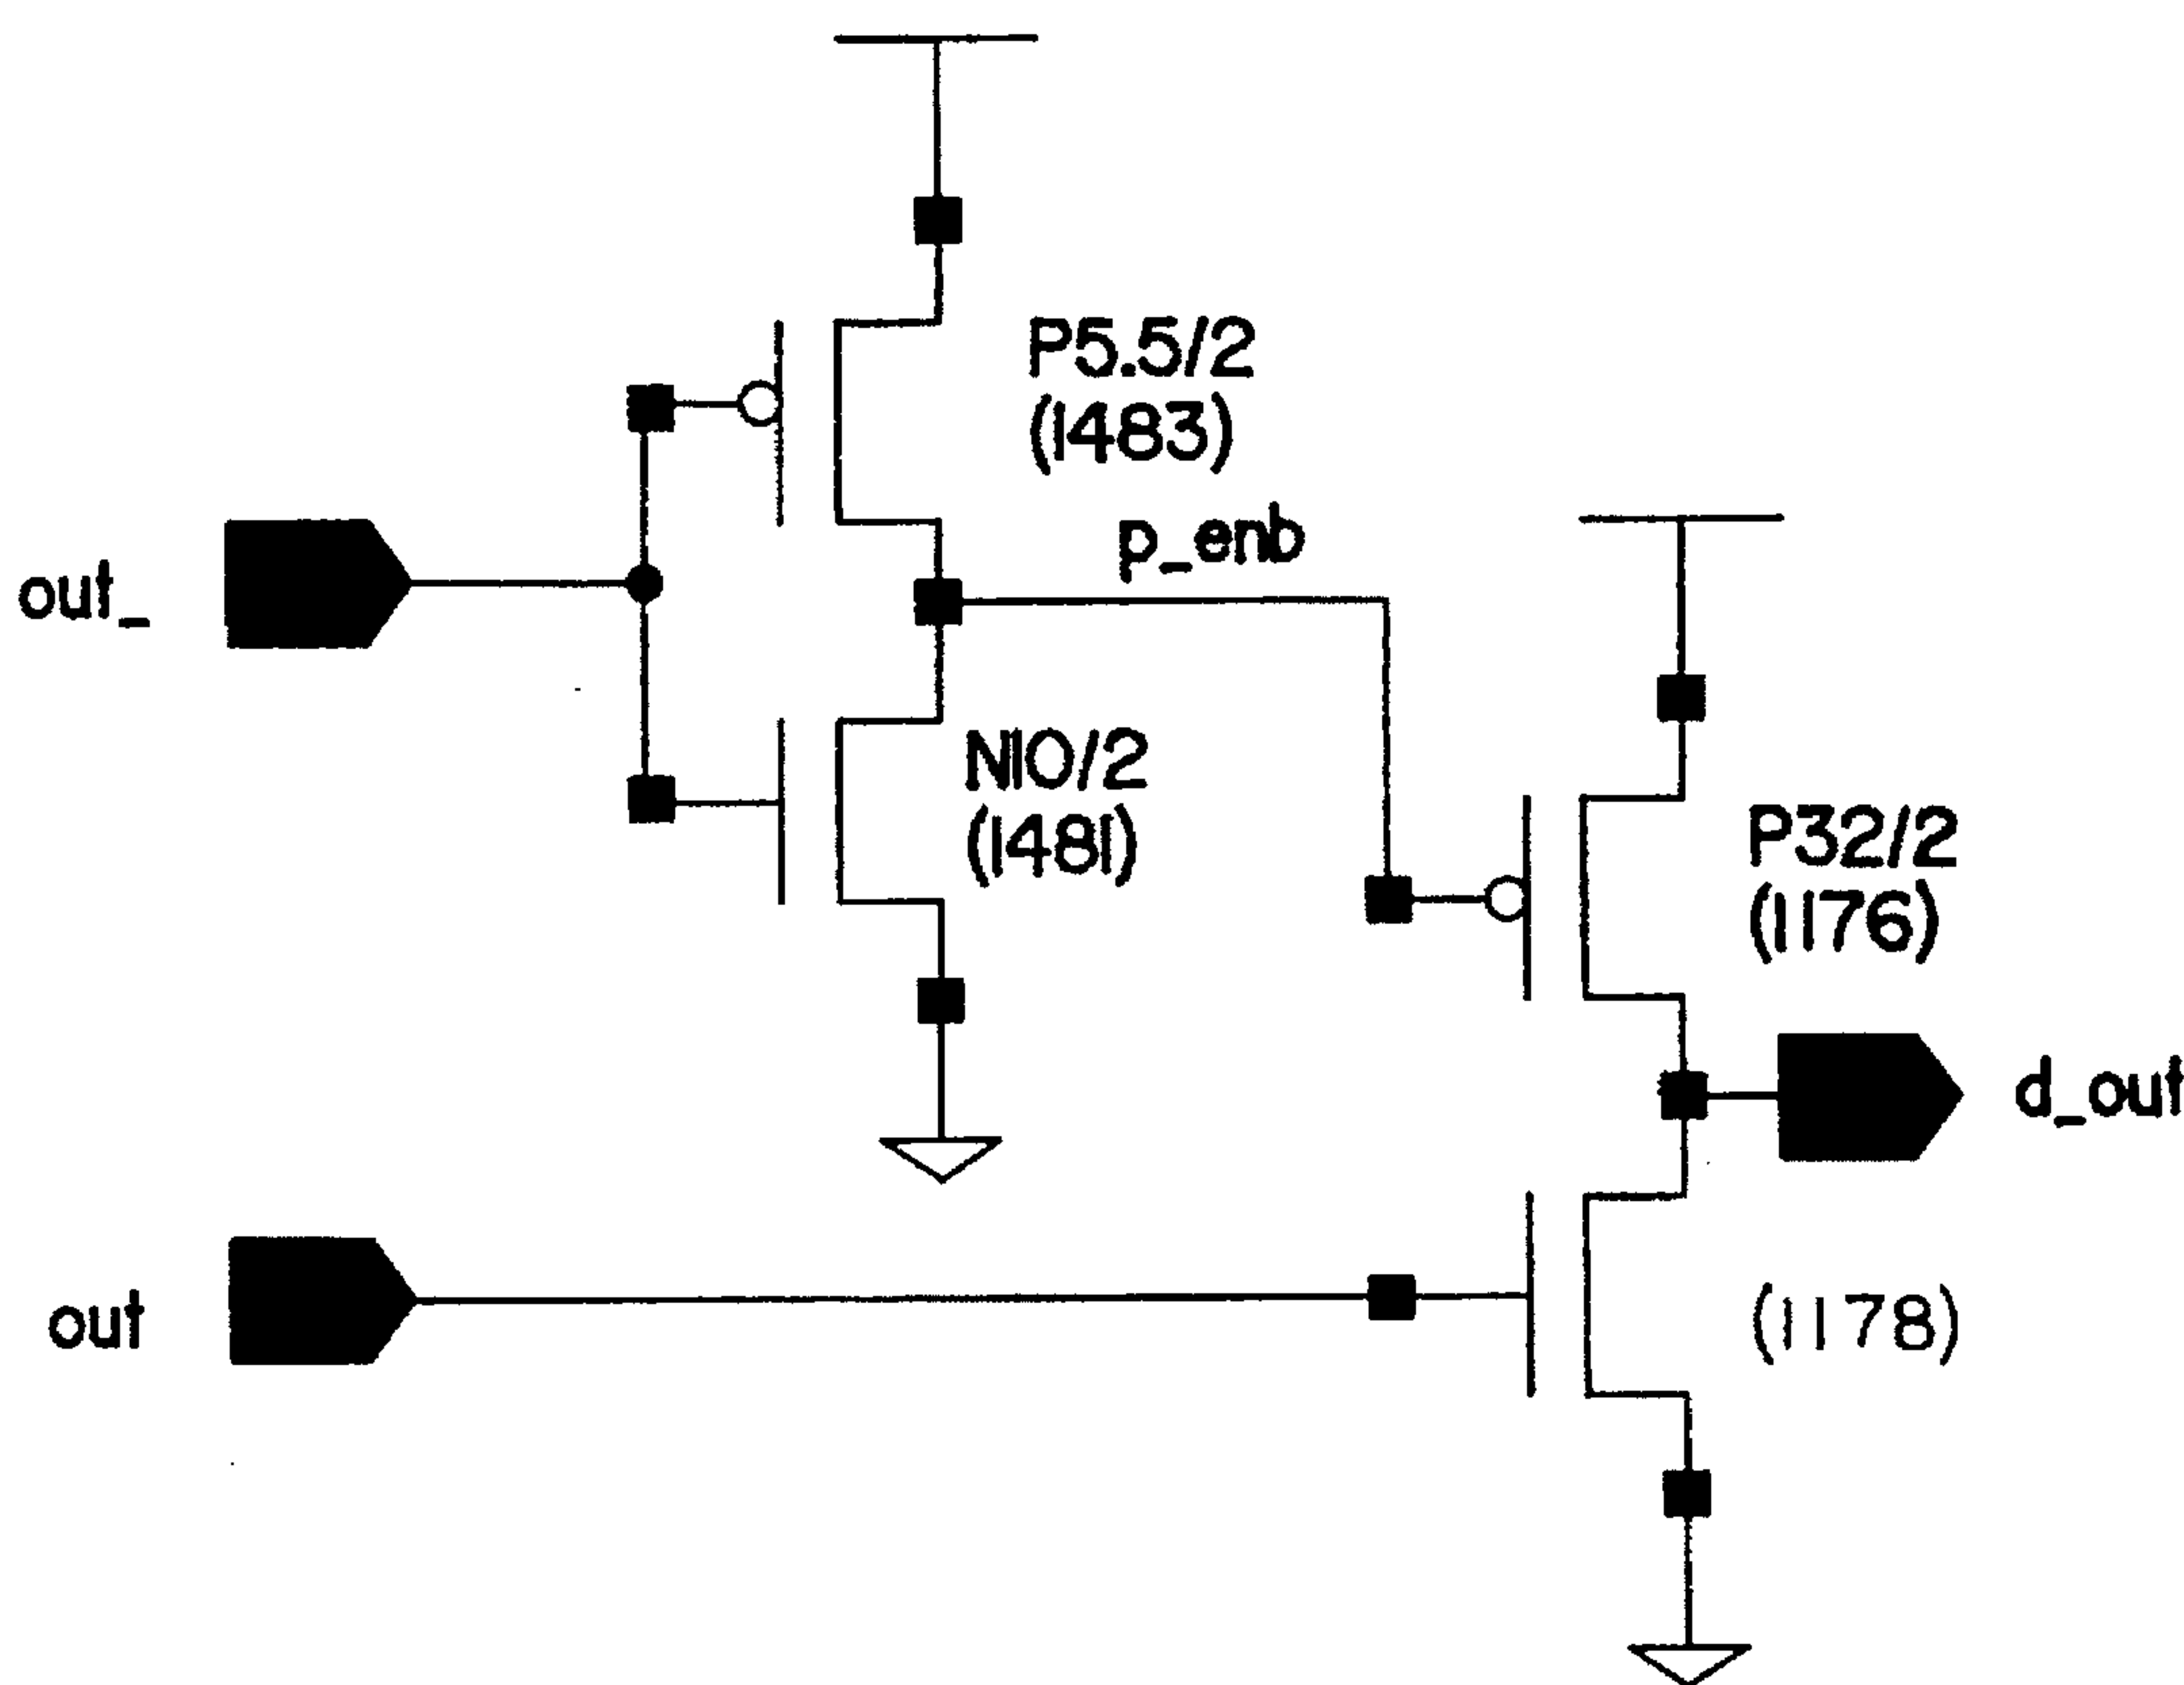 P5.5/2
(1483)
p_enb
out_
N10/2
(1481)
P32/2
(1176)
d_out
out
(1178)